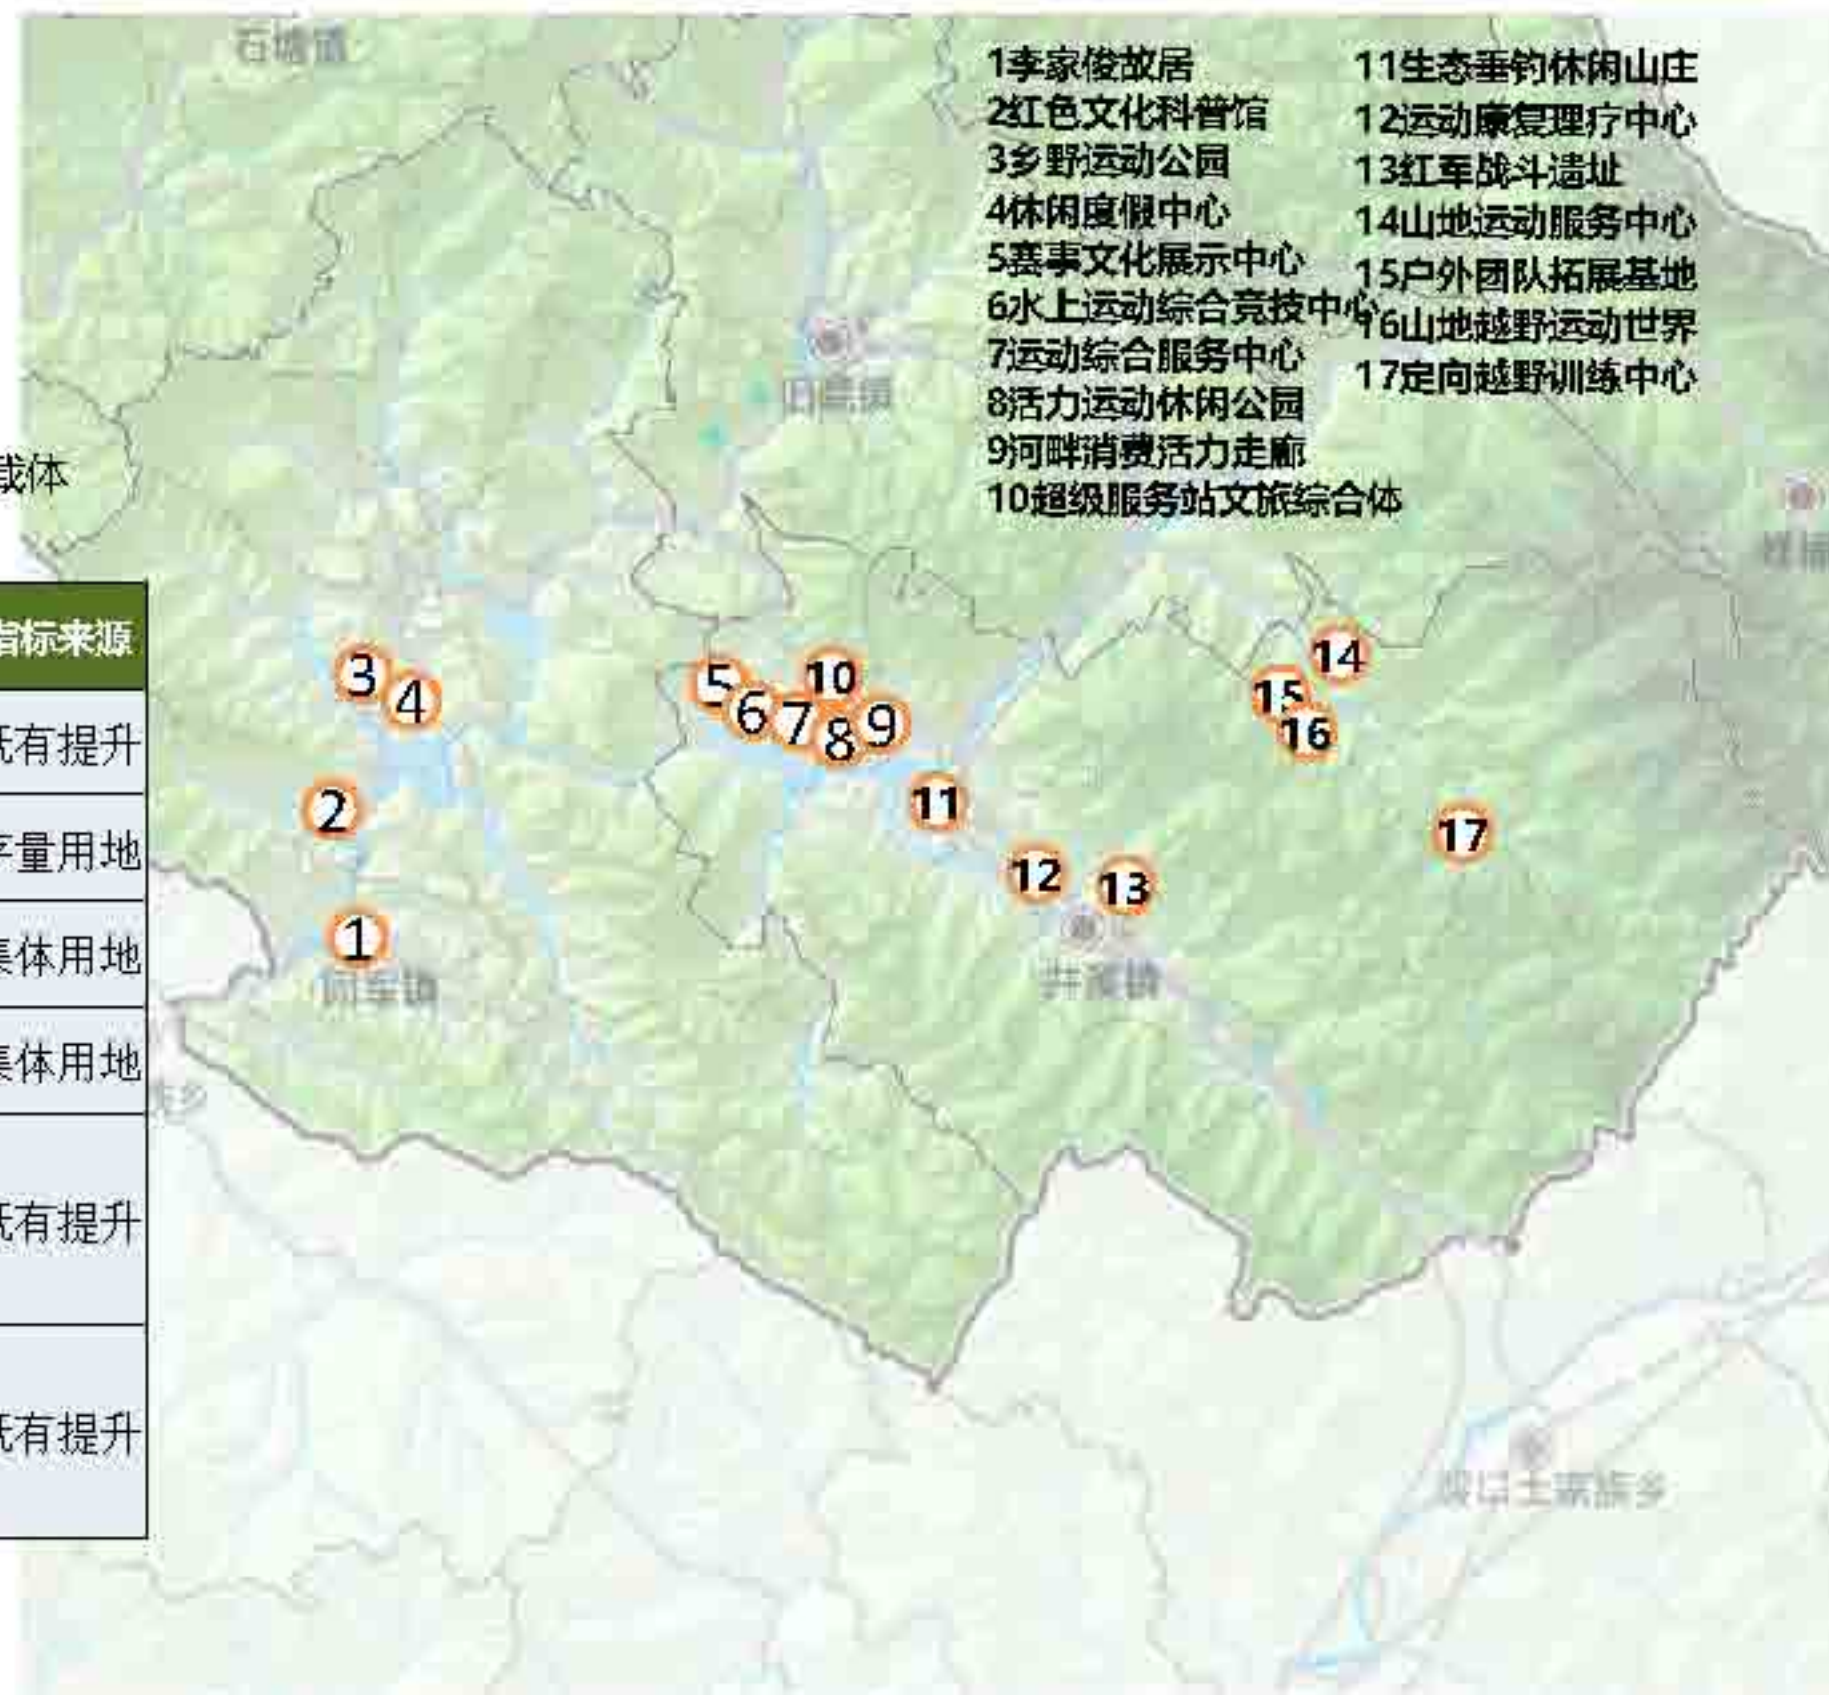 石塘镇
1李家俊故居
2红色文化科普馆
3乡野运动公园
4休闲度假中心
5赛事文化展示中心
6水上运动综合竞技中心
7运动综合服务中心
8活力运动休闲公园
9河畔消费活力走廊
10超级服务站文旅综合体
11生态垂钓休闲山庄
12运动康复理疗中心
13红军战斗遗址
14山地运动服务中心
15户外团队拓展基地
16山地越野运动世界
17定向越野训练中心
载体
指标来源
既有提升
存量用地
集体用地
集体用地
既有提升
既有提升
3
4
5
6
7
8
9
10
14
15
16
2
11
17
12
13
1
井溪镇
土家族乡